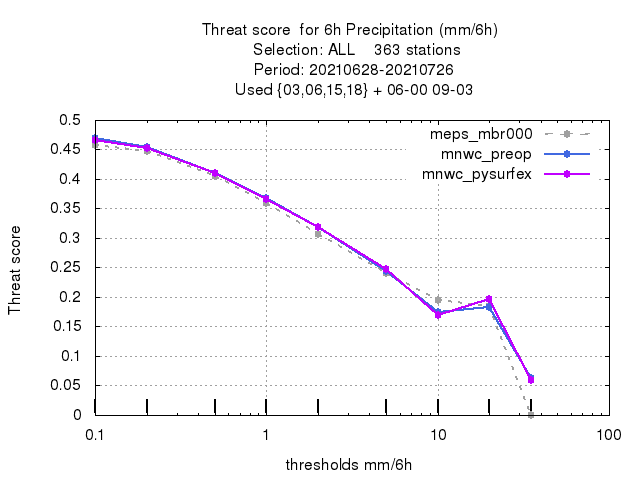 Threat score  for 6h Precipitation (mm/6h)
Selection: ALL    363 stations
Period: 20210628-20210726
Used {03,06,15,18} + 06-00 09-03
meps_mbr000
mnwc_preop
mnwc_pysurfex
Threat score
0.5
0.45
0.4
0.35
0.3
0.25
0.2
0.15
0.1
0.05
0
0.1 1 10 100
thresholds mm/6h